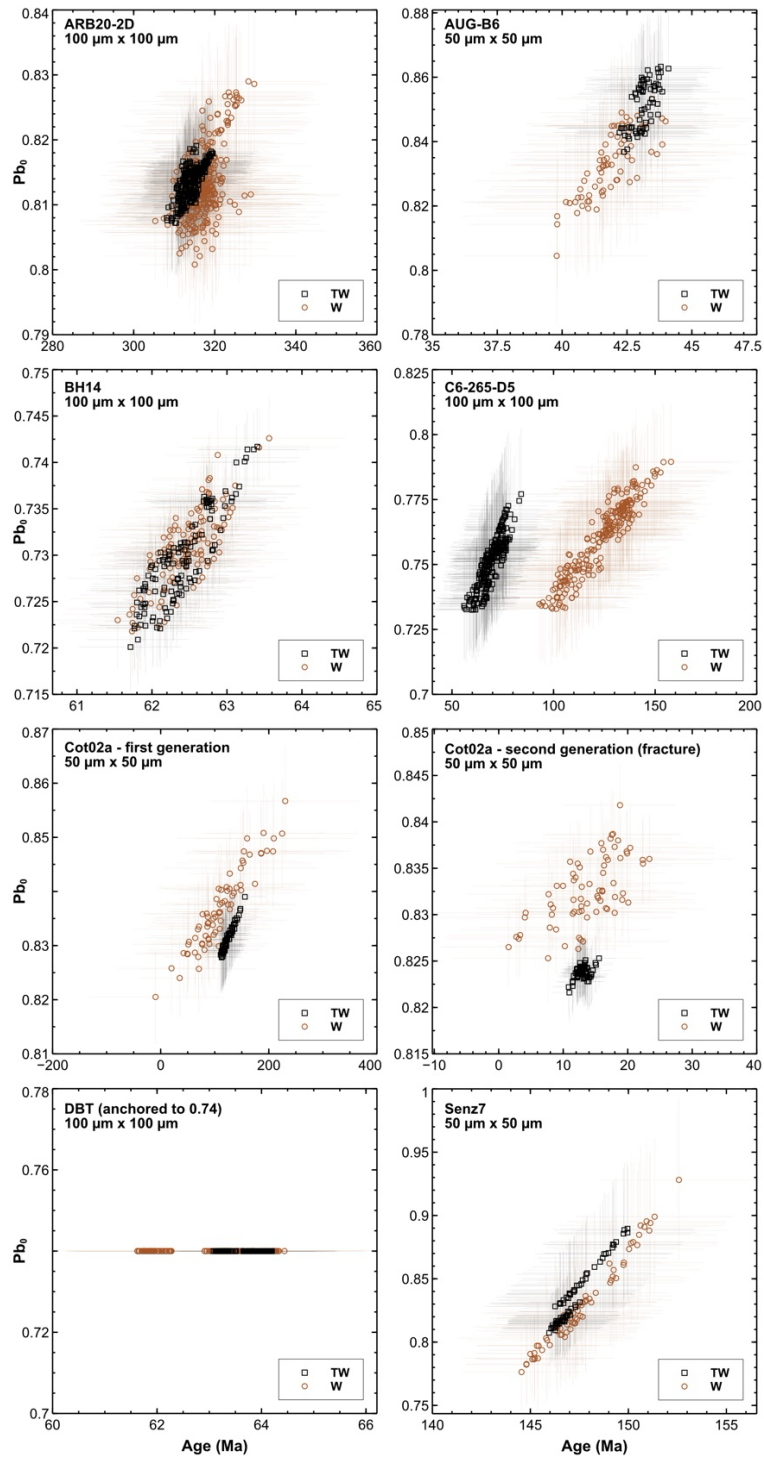 ARB20-2D
100 µm x 100 µm
Pb0
0.84
0.83
0.82
0.81
0.8
0.79
280
300
320
340
360
TW
W
AUG-B6
50 µm x 50 µm
0.88
0.86
0.84
0.82
0.8
0.78
35
37.5
40
42.5
45
47.5
TW
W
BH14
100 µm x 100 µm
Pb0
0.75
0.745
0.74
0.735
0.73
0.725
0.72
0.715
61
62
63
64
65
TW
W
C6-265-D5
100 µm x 100 µm
0.825
0.8
0.775
0.75
0.725
0.7
50
100
150
200
TW
W
Cot02a - first generation
50 µm x 50 µm
Pb0
0.87
0.86
0.85
0.84
0.83
0.82
0.81
−200
0
200
400
TW
W
Cot02a - second generation (fracture)
50 µm x 50 µm
0.85
0.845
0.84
0.835
0.83
0.825
0.82
0.815
−10
0
10
20
30
40
TW
W
DBT (anchored to 0.74)
100 µm x 100 µm
Pb0
0.78
0.76
0.74
0.72
0.7
60
62
64
66
Age (Ma)
TW
W
Senz7
50 µm x 50 µm
1
0.95
0.9
0.85
0.8
0.75
140
145
150
155
Age (Ma)
TW
W